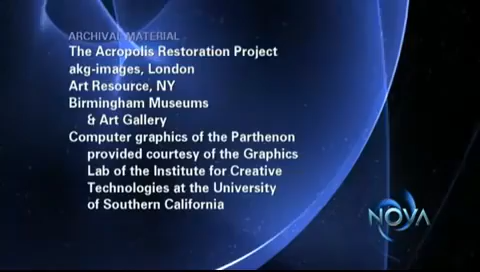 ARCHIVAL MATERIAL
The Acropolis Restoration Project
akg-images, London
Art Resource, NY
Birmingham Museums
& Art Gallery
Computer graphics of the Parthenon
provided courtesy of the Graphics
Lab of the Institute for Creative
Technologies at the University
of Southern California
NOVA